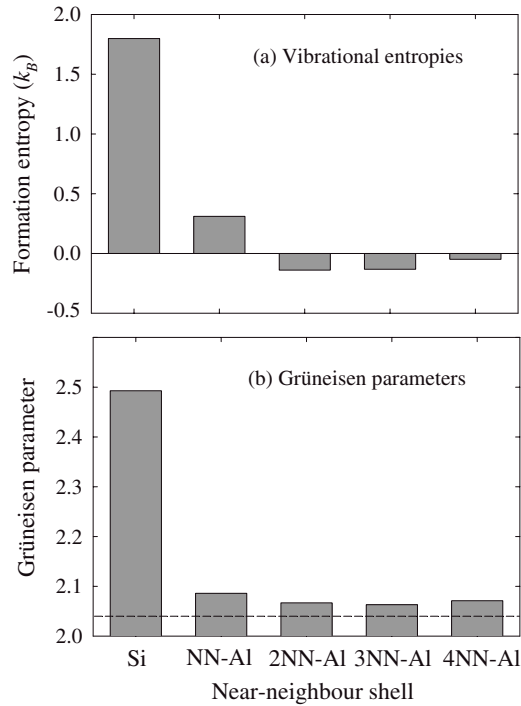 2.0
(a) Vibrational entropies
1.5
1.0
0.5
0.0
-0.5
Formation entropy (k_B)
(b) Grüneisen parameters
2.5
2.4
2.3
2.2
2.1
2.0
Grüneisen parameter
Si NN-Al 2NN-Al 3NN-Al 4NN-Al
Near-neighbour shell